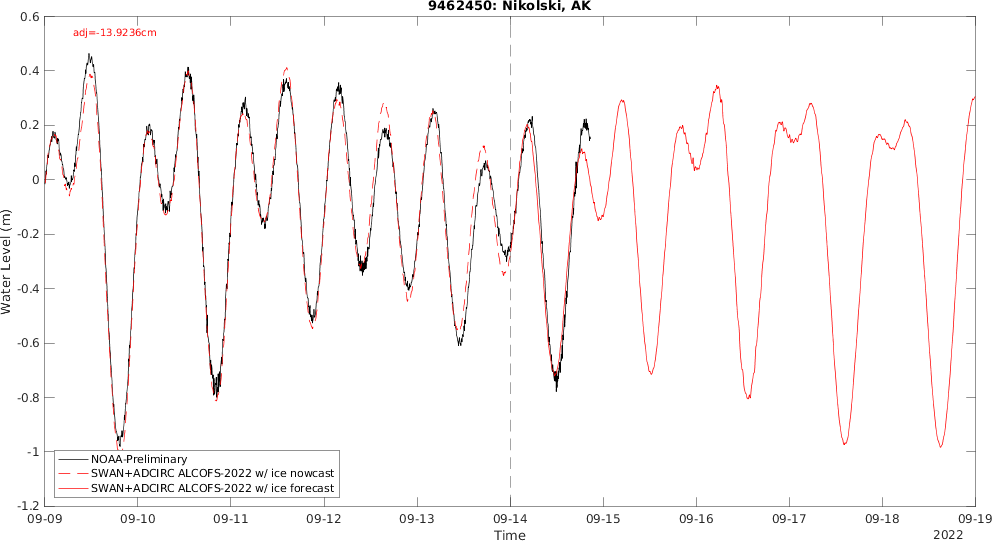 9462450: Nikolski, AK
adj=-13.9236cm
Water Level (m)
0.6
0.4
0.2
0
-0.2
-0.4
-0.6
-0.8
-1
-1.2
NOAA-Preliminary
SWAN+ADCIRC ALCOFS-2022 w/ ice nowcast
SWAN+ADCIRC ALCOFS-2022 w/ ice forecast
09-09 09-10 09-11 09-12 09-13 09-14 09-15 09-16 09-17 09-18 09-19
Time
2022